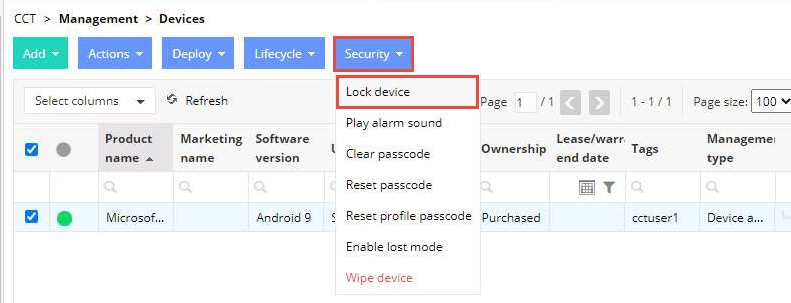 CCT > Management > Devices
Add Actions Deploy Lifecycle Security
Select columns Refresh Page 1 / 1 1 - 1 / 1 Page size: 100
Lock device
Play alarm sound
Clear passcode
Reset passcode
Reset profile passcode
Enable lost mode
Wipe device
Product name Marketing name Software version U Ownership Lease/warr end date Tags Managemen type
Microsof... Android 9 S Purchased cctuser1 Device a...